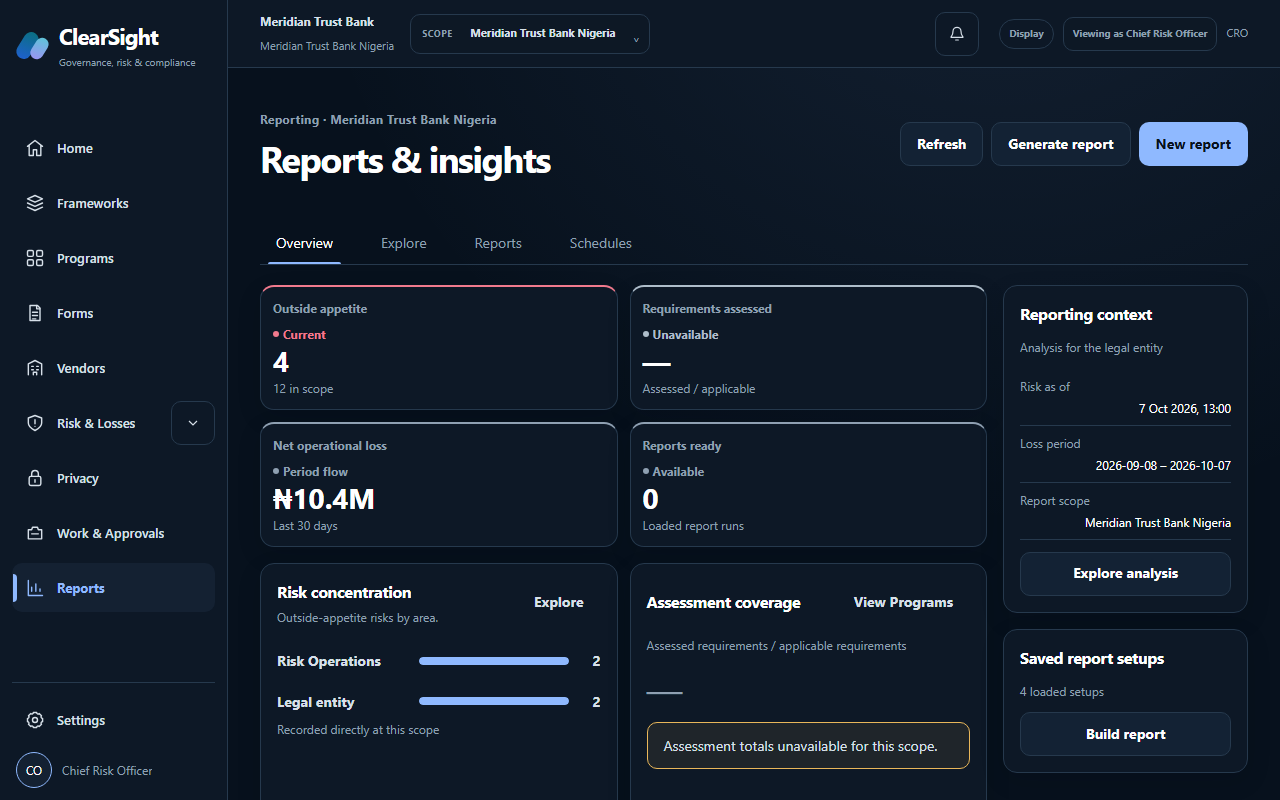 ClearSight
Governance, risk & compliance
Home
Frameworks
Programs
Forms
Vendors
Risk & Losses
Privacy
Work & Approvals
Reports
Settings
CO
Chief Risk Officer
Meridian Trust Bank
Meridian Trust Bank Nigeria
SCOPE
Meridian Trust Bank Nigeria
Display
Viewing as Chief Risk Officer
CRO
Reporting · Meridian Trust Bank Nigeria
Reports & insights
Refresh
Generate report
New report
Overview
Explore
Reports
Schedules
Outside appetite
Current
4
12 in scope
Requirements assessed
Unavailable
—
Assessed / applicable
Net operational loss
Period flow
₦10.4M
Last 30 days
Reports ready
Available
0
Loaded report runs
Risk concentration
Outside-appetite risks by area.
Explore
Risk Operations
2
Legal entity
2
Recorded directly at this scope
Assessment coverage
View Programs
Assessed requirements / applicable requirements
—
Assessment totals unavailable for this scope.
Reporting context
Analysis for the legal entity
Risk as of
7 Oct 2026, 13:00
Loss period
2026-09-08 – 2026-10-07
Report scope
Meridian Trust Bank Nigeria
Explore analysis
Saved report setups
4 loaded setups
Build report